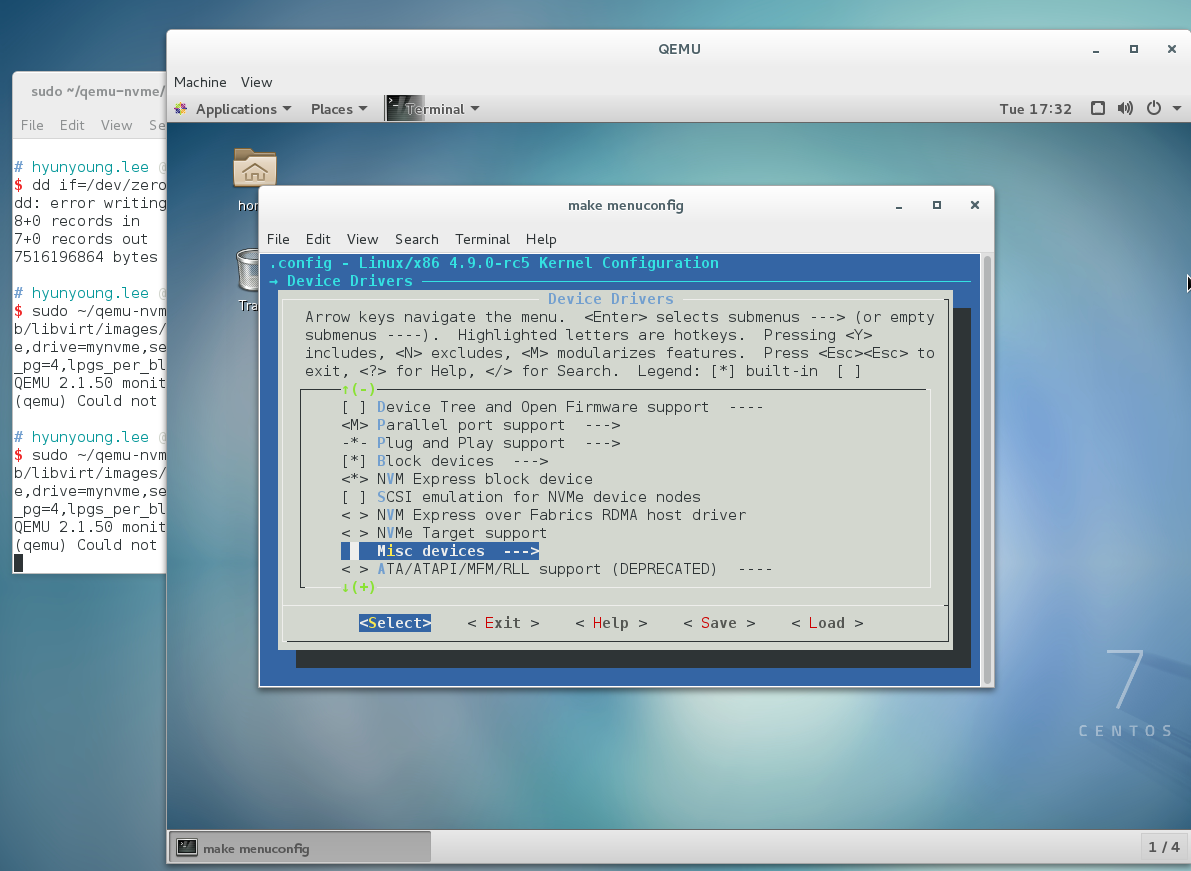 QEMU
Machine View
Applications Places Terminal Tue 17:32
sudo ~/qemu-nvme/
File Edit View Se
# hyunyoung.lee @
$ dd if=/dev/zero
dd: error writing
8+0 records in
7+0 records out
7516196864 bytes
# hyunyoung.lee @
$ sudo ~/qemu-nvm
b/libvirt/images/
e,drive=mynvme,se
_pg=4,lpgs_per_bl
QEMU 2.1.50 monit
(qemu) Could not
# hyunyoung.lee @
$ sudo ~/qemu-nvm
b/libvirt/images/
e,drive=mynvme,se
_pg=4,lpgs_per_bl
QEMU 2.1.50 monit
(qemu) Could not
make menuconfig
File Edit View Search Terminal Help
.config - Linux/x86 4.9.0-rc5 Kernel Configuration
→ Device Drivers
Device Drivers
Arrow keys navigate the menu. <Enter> selects submenus ---> (or empty
submenus ----). Highlighted letters are hotkeys. Pressing <Y>
includes, <N> excludes, <M> modularizes features. Press <Esc><Esc> to
exit, <?> for Help, </> for Search. Legend: [*] built-in [ ]
↑(-)
[ ] Device Tree and Open Firmware support ----
<M> Parallel port support --->
-*- Plug and Play support --->
[*] Block devices --->
<*> NVM Express block device
[ ] SCSI emulation for NVMe device nodes
< > NVM Express over Fabrics RDMA host driver
< > NVMe Target support
Misc devices --->
< > ATA/ATAPI/MFM/RLL support (DEPRECATED) ----
↓(+)
<Select> < Exit > < Help > < Save > < Load >
7
CENTOS
make menuconfig
1 / 4